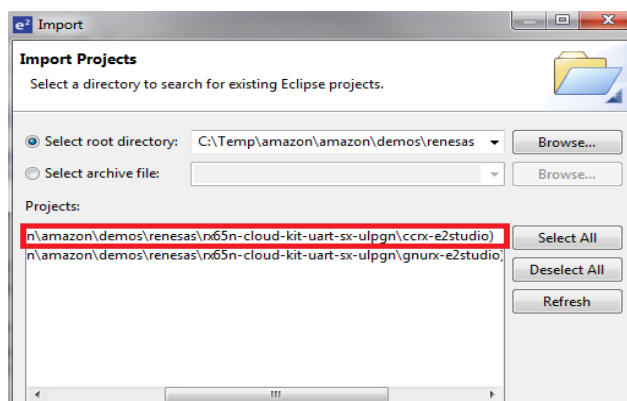 e² Import
Import Projects
Select a directory to search for existing Eclipse projects.
Select root directory: C:\Temp\amazon\amazon\demos\renesas Browse...
Select archive file: Browse...
Projects:
n\amazon\demos\renesas\rx65n-cloud-kit-uart-sx-ulpgn\ccrx-e2studio) Select All
n\amazon\demos\renesas\rx65n-cloud-kit-uart-sx-ulpgn\gnurx-e2studio)
Deselect All
Refresh